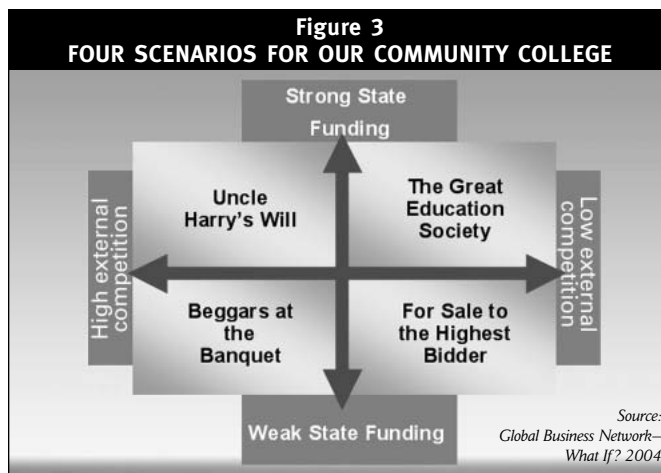 Figure 3
FOUR SCENARIOS FOR OUR COMMUNITY COLLEGE
Strong State
Funding
High external
competition
Uncle
Harry's Will
The Great
Education
Society
Low external
competition
Beggars at
the
Banquet
For Sale to
the Highest
Bidder
Weak State Funding
Source:
Global Business Network–
What If? 2004